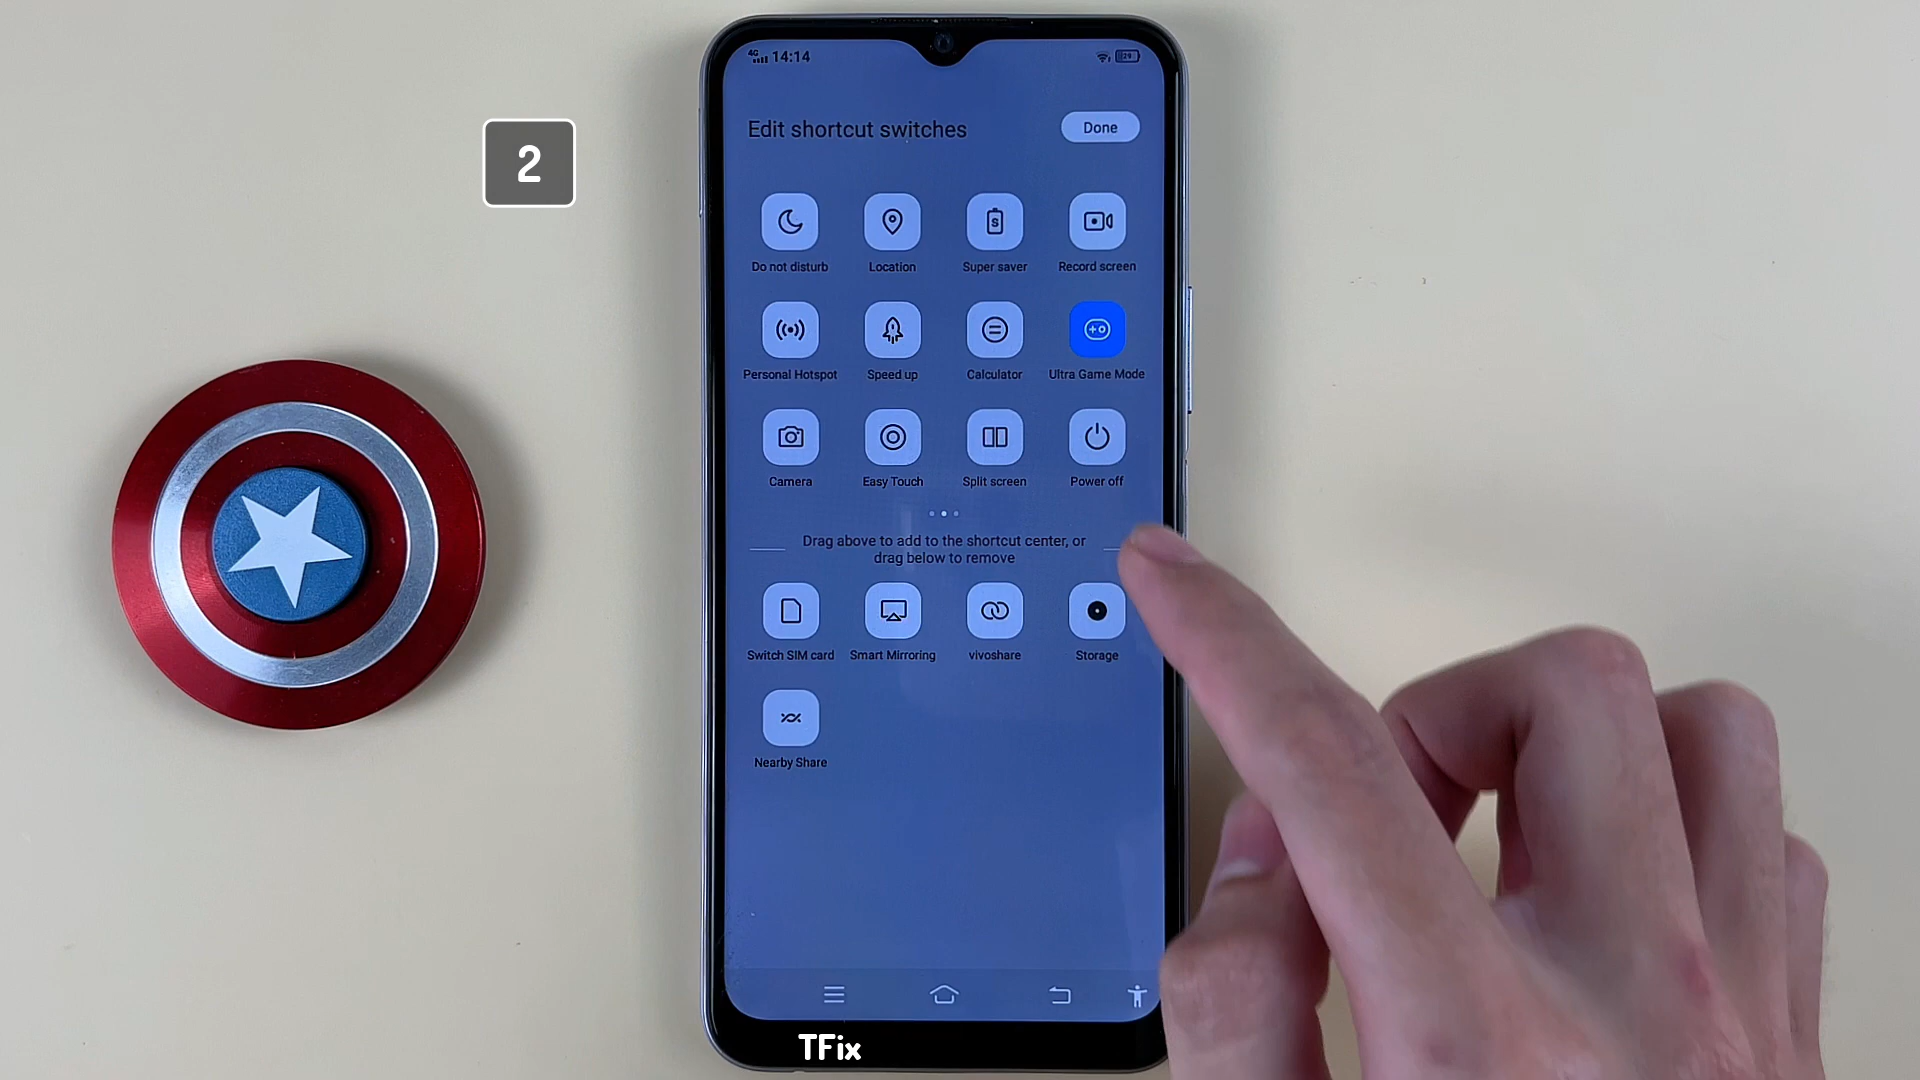 4G 14:14 29
2
Edit shortcut switches Done
Do not disturb Location Super saver Record screen
Personal Hotspot Speed up Calculator Ultra Game Mode
Camera Easy Touch Split screen Power off
Drag above to add to the shortcut center, or
drag below to remove
Switch SIM card Smart Mirroring vivoshare Storage
Nearby Share
TFix